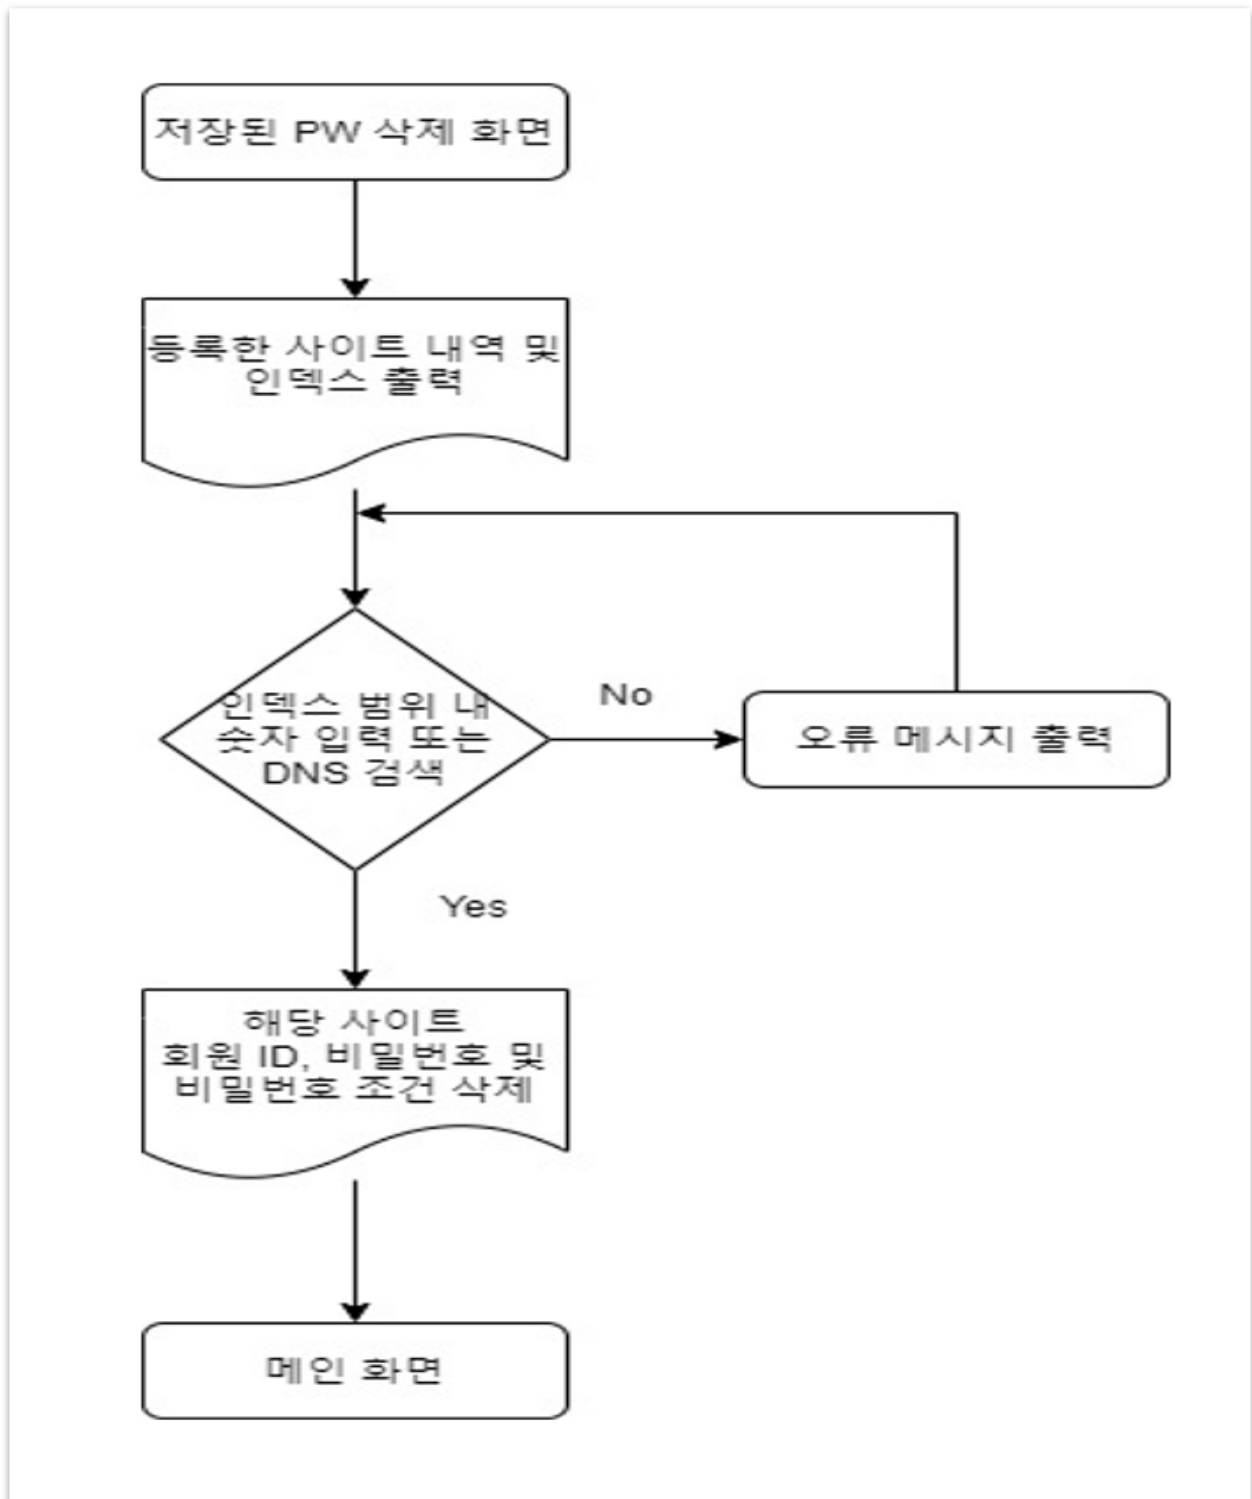 저장된 PW 삭제 화면
등록한 사이트 내역 및
인덱스 출력
인덱스 범위 내
숫자 입력 또는
DNS 검색
No
오류 메시지 출력
Yes
해당 사이트
회원 ID, 비밀번호 및
비밀번호 조건 삭제
메인 화면